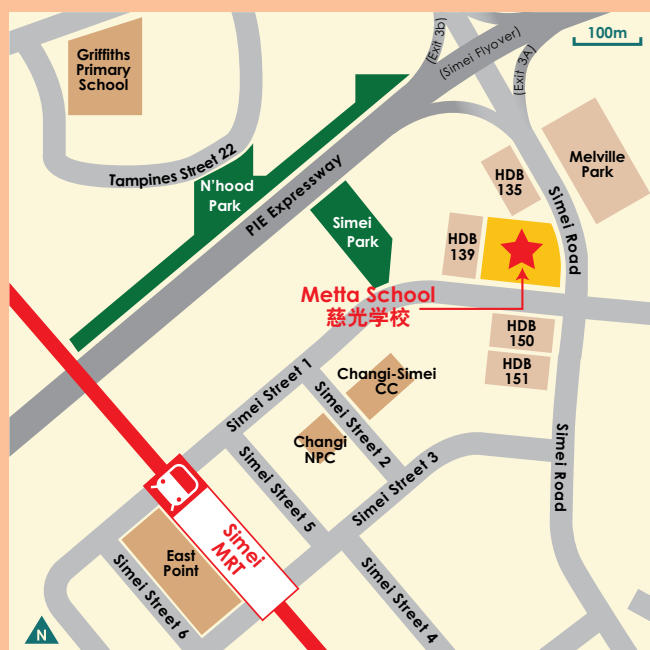 (Exit 3b)
(Simei Flyover)
100m
(Exit 3A)
Griffiths
Primary
School
Tampines Street 22
N'hood
Park
PIE Expressway
Simei
Park
HDB
135
Melville
Park
Simei Road
HDB
139
Metta School
慈光学校
HDB
150
HDB
151
Changi-Simei
CC
Simei Street 1
Simei Street 2
Changi
NPC
Simei Street 3
Simei Street 5
Simei Road
Simei
MRT
East
Point
Simei Street 6
Simei Street 4
N